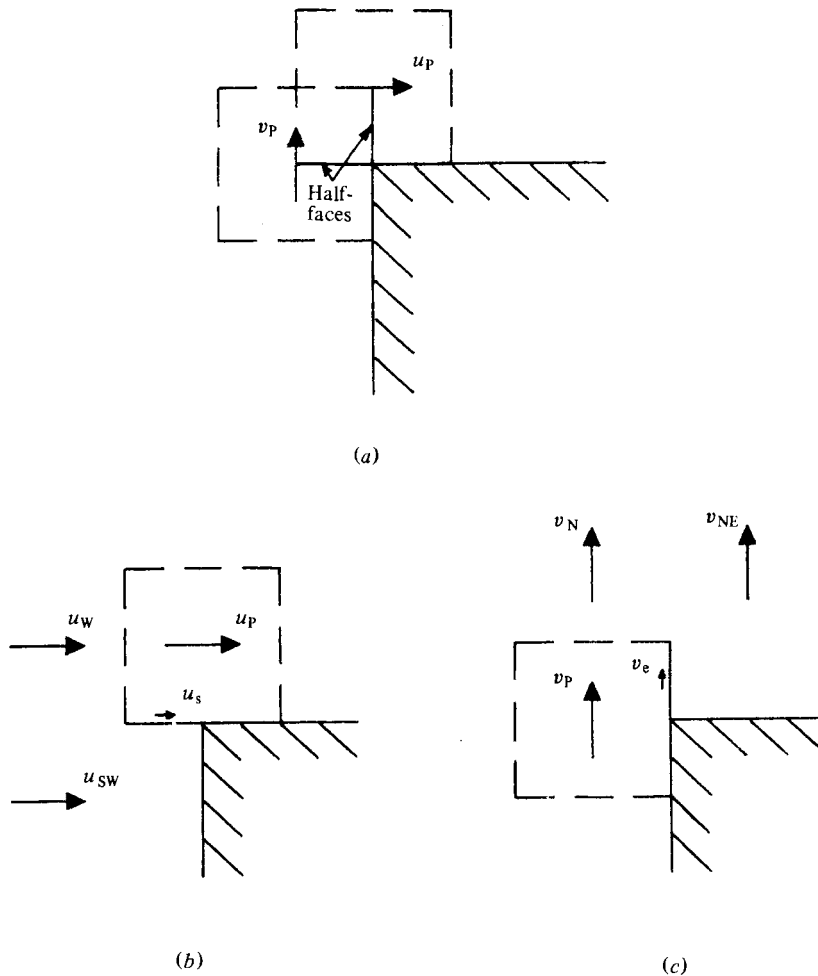 u_P
v_P
Half-
faces
(a)
v_N
v_NE
u_W
u_P
v_P
v_e
u_s
u_SW
(b)
(c)